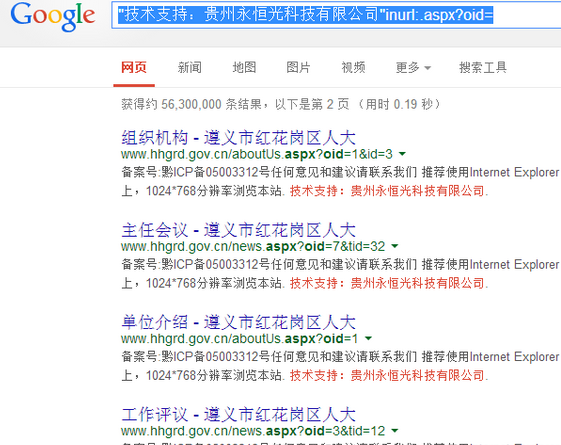 Google "技术支持：贵州永恒光科技有限公司"inurl:.aspx?oid=
网页 新闻 地图 图片 视频 更多 搜索工具
获得约 56,300,000 条结果，以下是第 2 页 （用时 0.19 秒）
组织机构 - 遵义市红花岗区人大
www.hhgrd.gov.cn/aboutUs.aspx?oid=1&id=3
备案号:黔ICP备05003312号任何意见和建议请联系我们 推荐使用Internet Explorer
上，1024*768分辨率浏览本站. 技术支持：贵州永恒光科技有限公司.
主任会议 - 遵义市红花岗区人大
www.hhgrd.gov.cn/news.aspx?oid=7&tid=32
备案号:黔ICP备05003312号任何意见和建议请联系我们 推荐使用Internet Explorer
上，1024*768分辨率浏览本站. 技术支持：贵州永恒光科技有限公司.
单位介绍 - 遵义市红花岗区人大
www.hhgrd.gov.cn/aboutUs.aspx?oid=1
备案号:黔ICP备05003312号任何意见和建议请联系我们 推荐使用Internet Explorer
上，1024*768分辨率浏览本站. 技术支持：贵州永恒光科技有限公司.
工作评议 - 遵义市红花岗区人大
www.hhgrd.gov.cn/news.aspx?oid=3&tid=12